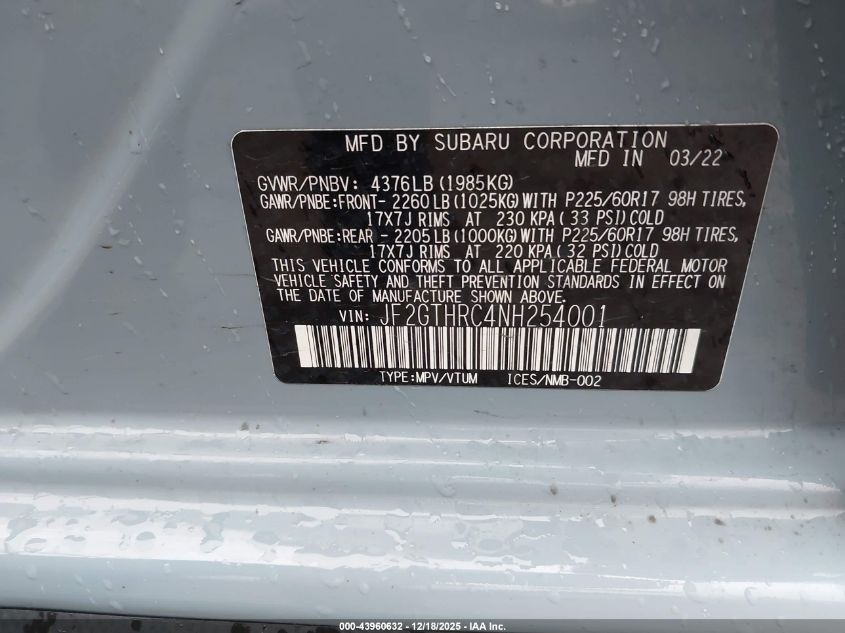 MFD BY SUBARU CORPORATION
MFD IN 03/22
GVWR/PNBV: 4376LB (1985KG)
GAWR/PNBE:FRONT- 2260LB (1025KG)WITH P225/60R17 98H TIRES,
17X7J RIMS AT 230 KPA ( 33 PSI)COLD
GAWR/PNBE:REAR - 2205LB (1000KG)WITH P225/60R17 98H TIRES,
17X7J RIMS AT 220 KPA ( 32 PSI)COLD
THIS VEHICLE CONFORMS TO ALL APPLICABLE FEDERAL MOTOR
VEHICLE SAFETY AND THEFT PREVENTION STANDARDS IN EFFECT ON
THE DATE OF MANUFACTURE SHOWN ABOVE.
VIN: JF2GTHRC4NH254001
TYPE:MPV/VTUM ICES/NMB-002
000-43960632 - 12/18/2025 - IAA Inc.